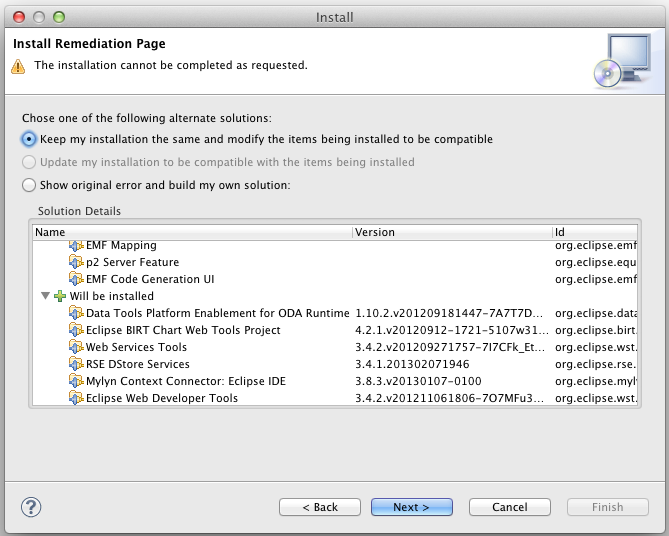 Install
Install Remediation Page
The installation cannot be completed as requested.
Chose one of the following alternate solutions:
Keep my installation the same and modify the items being installed to be compatible
Update my installation to be compatible with the items being installed
Show original error and build my own solution:
Solution Details
Name Version Id
EMF Mapping org.eclipse.emf
p2 Server Feature org.eclipse.equ
EMF Code Generation UI org.eclipse.emf
Will be installed
Data Tools Platform Enablement for ODA Runtime 1.10.2.v201209181447-7A7T7D... org.eclipse.data
Eclipse BIRT Chart Web Tools Project 4.2.1.v20120912-1721-5107w31... org.eclipse.birt.
Web Services Tools 3.4.2.v201209271757-7I7CFk_Et... org.eclipse.wst.
RSE DStore Services 3.4.1.201302071946 org.eclipse.rse.
Mylyn Context Connector: Eclipse IDE 3.8.3.v20130107-0100 org.eclipse.myl
Eclipse Web Developer Tools 3.4.2.v201211061806-7O7MFu3... org.eclipse.wst.
?
< Back Next > Cancel Finish